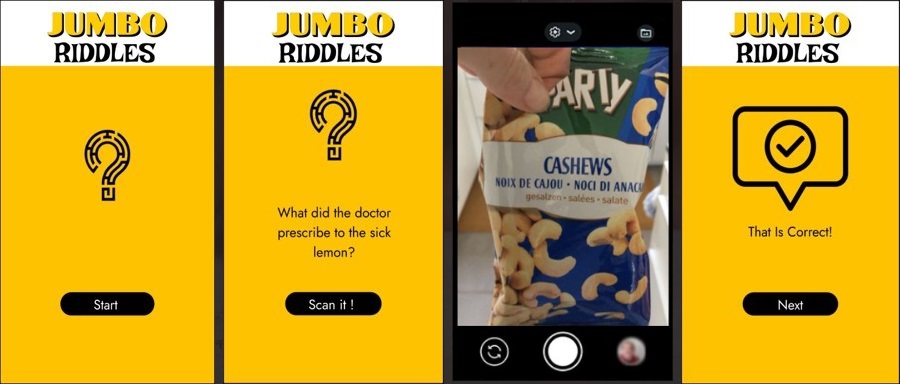 JUMBO
RIDDLES
Start
JUMBO
RIDDLES
What did the doctor
prescribe to the sick
lemon?
Scan it !
PARTY
CASHEWS
NOIX DE CAJOU • NOCI DI ANACA
gesalzen • salées • salate
JUMBO
RIDDLES
That Is Correct!
Next